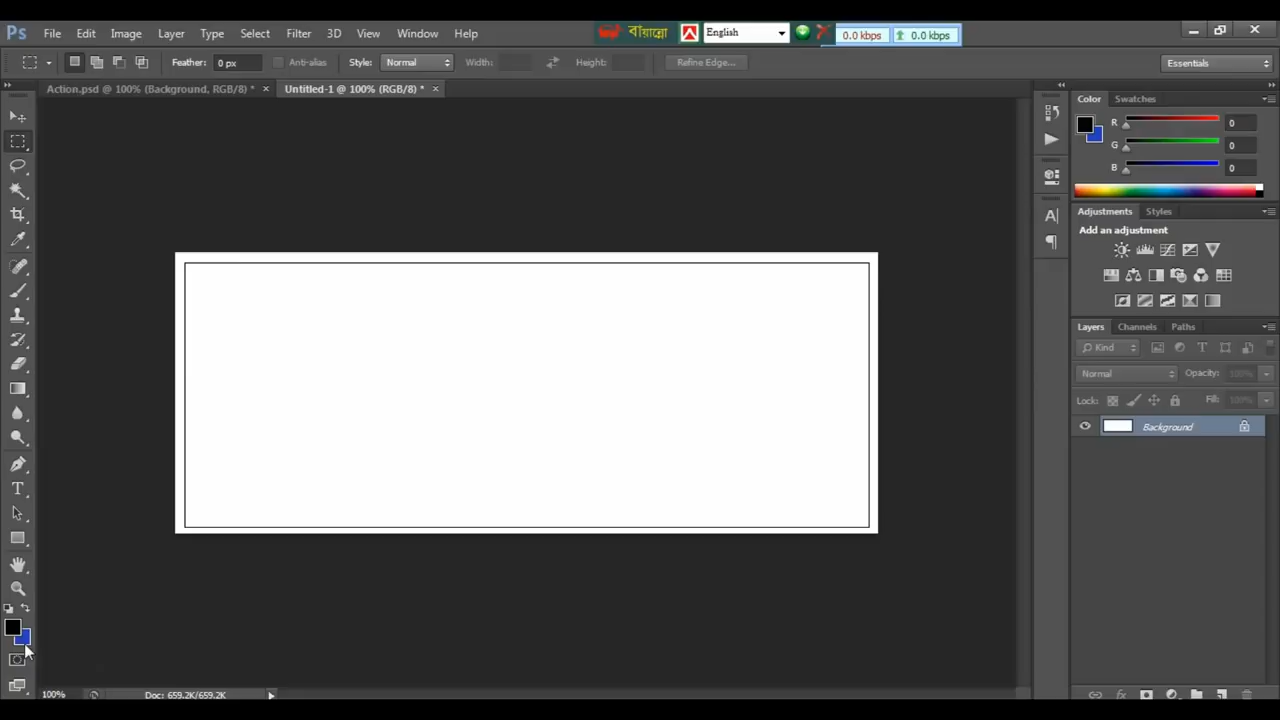 Ps File Edit Image Layer Type Select Filter 3D View Window Help বায়ান্নো English 0.0 kbps 0.0 kbps
Feather: 0 px Anti-alias Style: Normal Width: Height: Refine Edge... Essentials
Action.psd @ 100% (Background, RGB/8) * Untitled-1 @ 100% (RGB/8) *
Color Swatches
R 0
G 0
B 0
Adjustments Styles
Add an adjustment
Layers Channels Paths
Kind
Normal Opacity: 100%
Lock: Fill: 100%
Background
100% Doc: 659.2K/659.2K